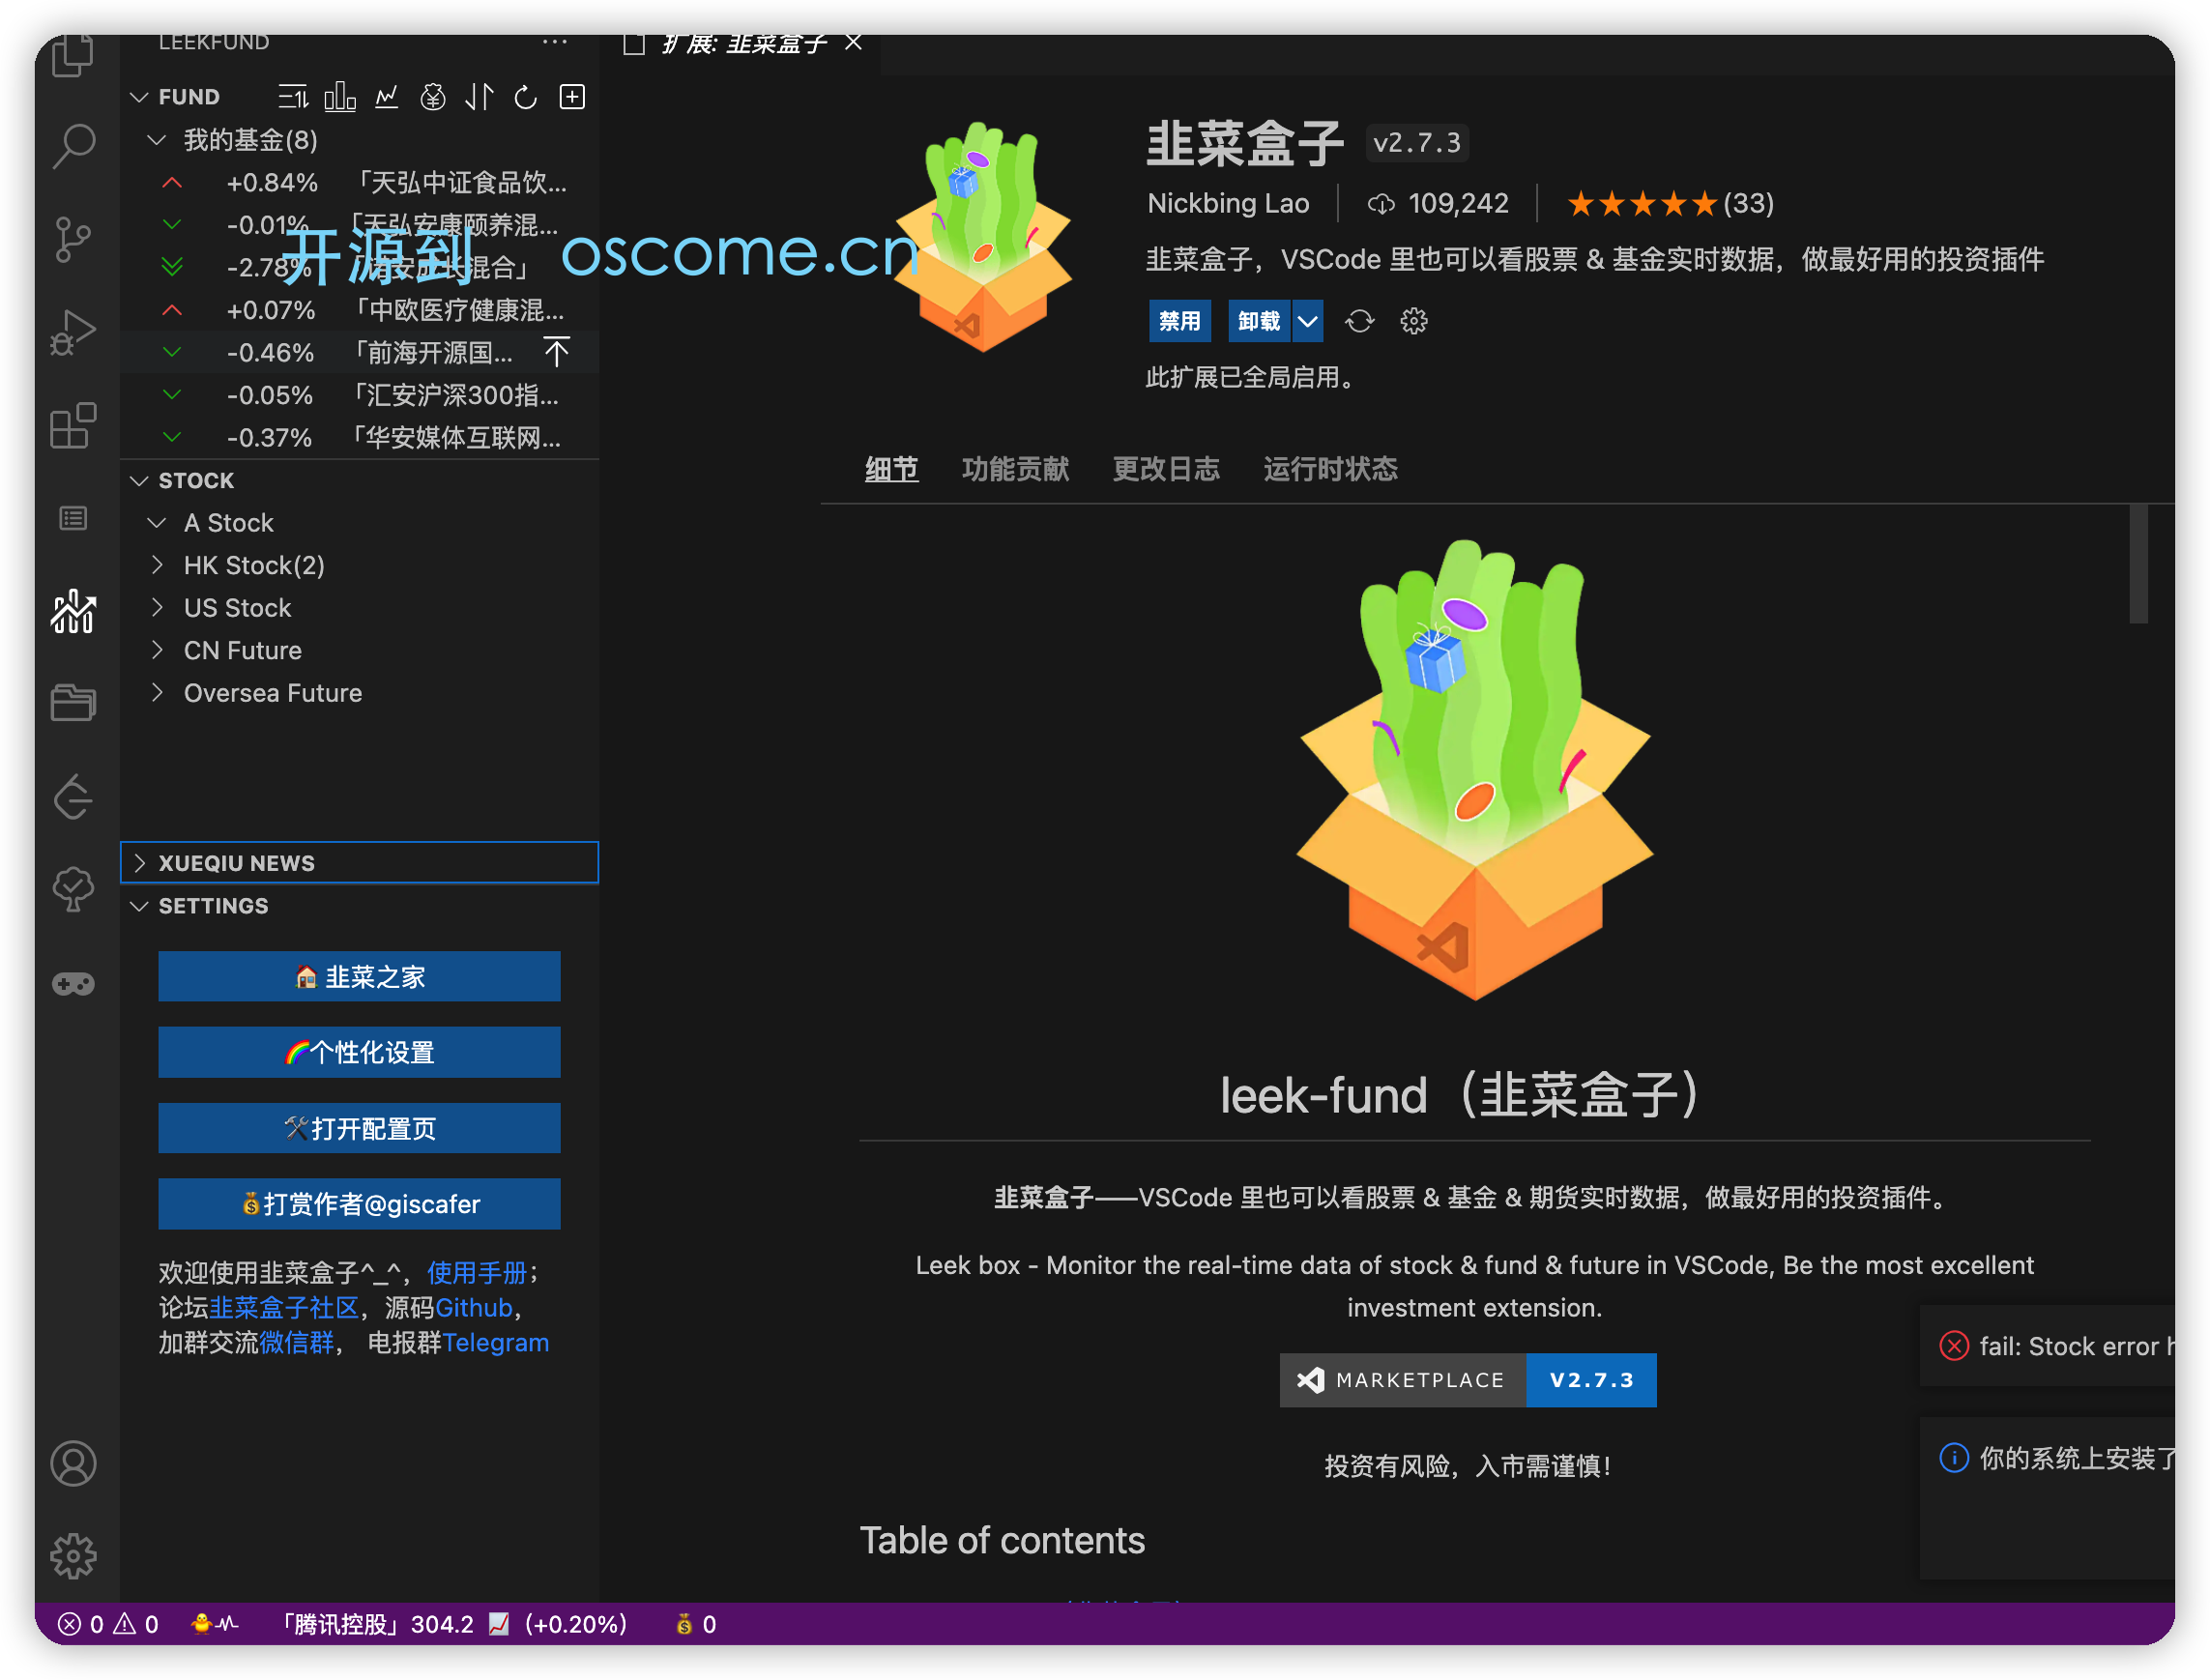 LEEKFUND
扩展: 韭菜盒子
FUND
我的基金(8)
+0.84% 「天弘中证食品饮...
-0.01% 「天弘安康颐养混...
-2.78% 「诺安成长混合」
+0.07% 「中欧医疗健康混...
-0.46% 「前海开源国...
-0.05% 「汇安沪深300指...
-0.37% 「华安媒体互联网...
开源到 oscome.cn
STOCK
A Stock
HK Stock(2)
US Stock
CN Future
Oversea Future
XUEQIU NEWS
SETTINGS
🏠 韭菜之家
🌈个性化设置
🛠打开配置页
💰打赏作者@giscafer
欢迎使用韭菜盒子^_^，使用手册；
论坛韭菜盒子社区，源码Github，
加群交流微信群， 电报群Telegram
韭菜盒子 v2.7.3
Nickbing Lao 109,242 ★★★★★(33)
韭菜盒子，VSCode 里也可以看股票 & 基金实时数据，做最好用的投资插件
禁用 卸载
此扩展已全局启用。
细节 功能贡献 更改日志 运行时状态
leek-fund（韭菜盒子）
韭菜盒子——VSCode 里也可以看股票 & 基金 & 期货实时数据，做最好用的投资插件。
Leek box - Monitor the real-time data of stock & fund & future in VSCode, Be the most excellent
investment extension.
MARKETPLACE V2.7.3
投资有风险，入市需谨慎！
Table of contents
fail: Stock error
你的系统上安装了
0 0 「腾讯控股」304.2 📈 (+0.20%) 💰 0